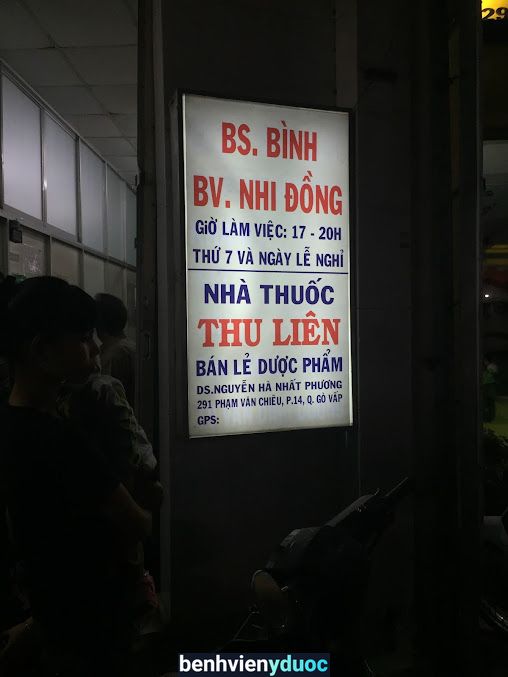 29
BS. BÌNH
BV. NHI ĐỒNG
GIỜ LÀM VIỆC: 17 - 20H
THỨ 7 VÀ NGÀY LỄ NGHỈ
NHÀ THUỐC
THU LIÊN
BÁN LẺ DƯỢC PHẨM
DS.NGUYỄN HÀ NHẤT PHƯƠNG
291 PHẠM VĂN CHIÊU, P.14, Q. GÒ VẤP
GPS:
benhvienyduoc